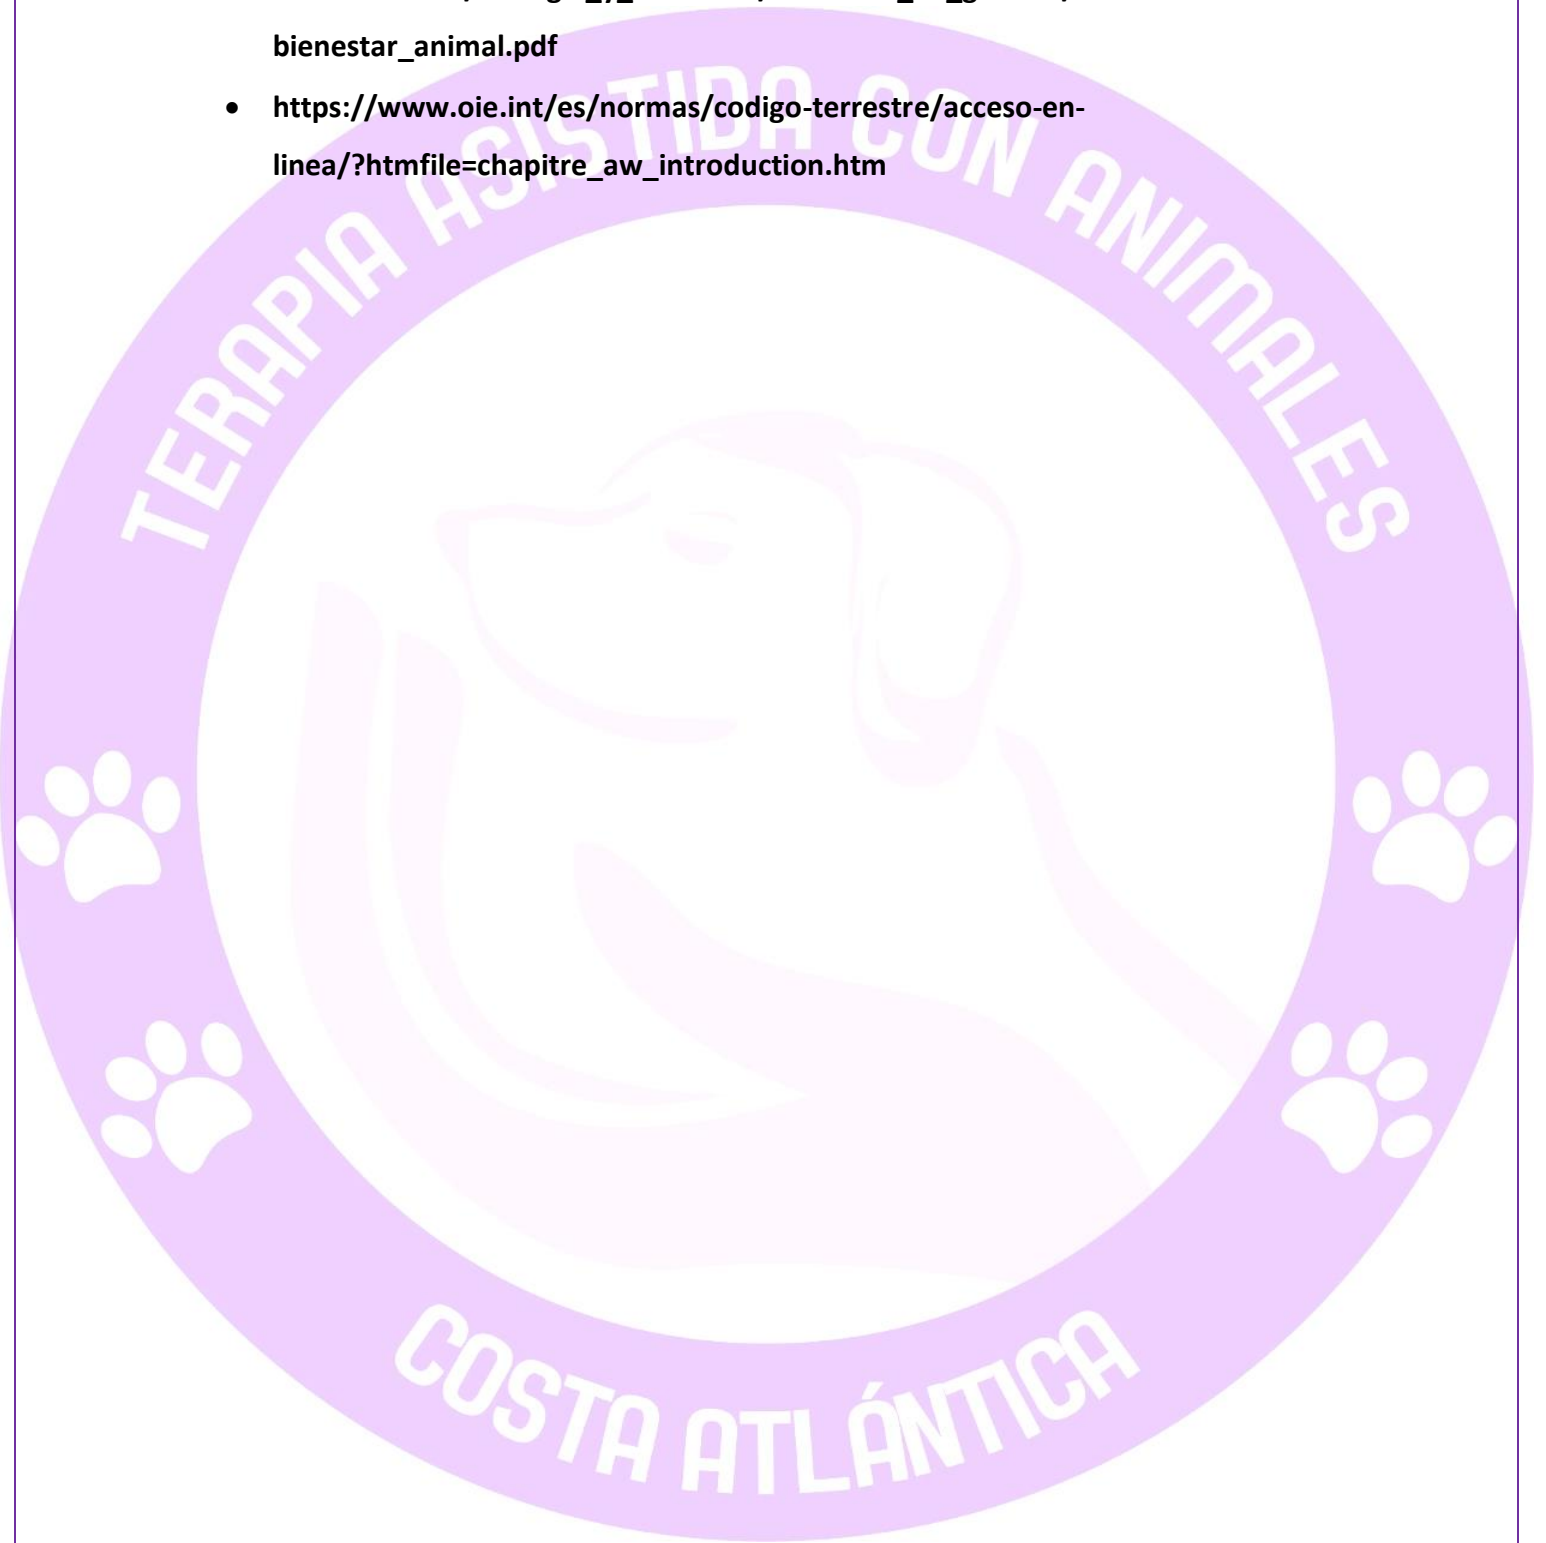 bienestar_animal.pdf
• https://www.oie.int/es/normas/codigo-terrestre/acceso-en-
linea/?htmfile=chapitre_aw_introduction.htm
TERAPIA ASISTIDA CON ANIMALES
COSTA ATLÁNTICA